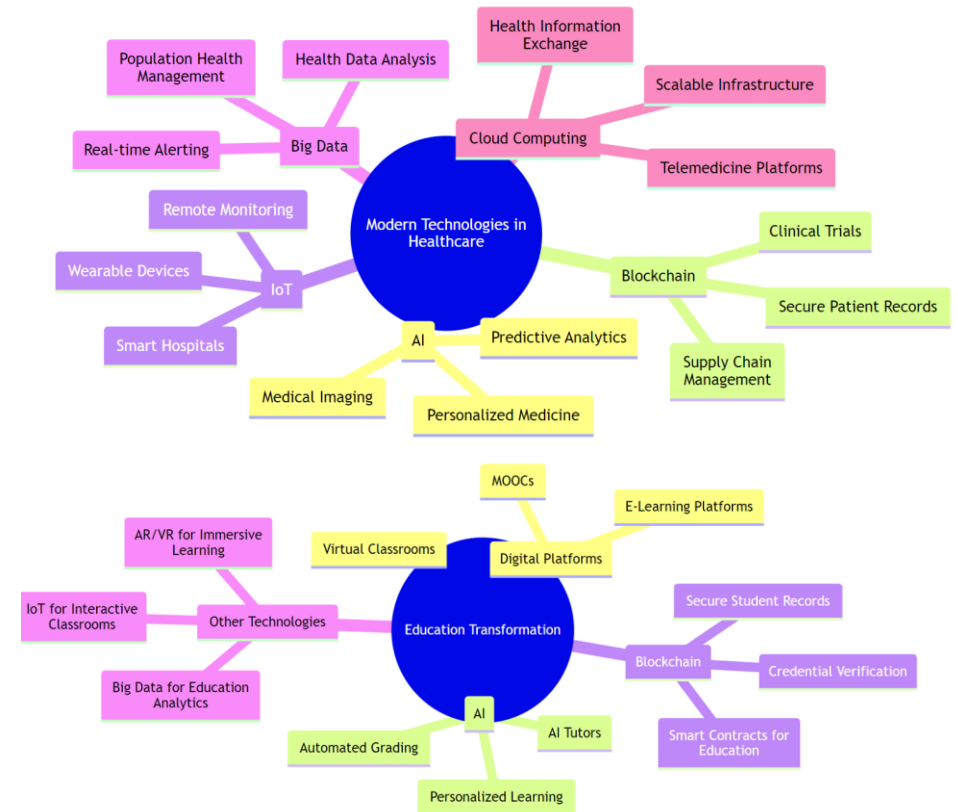 Health Information
Exchange
Population Health
Management
Health Data Analysis
Scalable Infrastructure
Real-time Alerting
Big Data
Cloud Computing
Telemedicine Platforms
Remote Monitoring
Modern Technologies in
Healthcare
Clinical Trials
Wearable Devices
IoT
Blockchain
Secure Patient Records
Smart Hospitals
AI
Predictive Analytics
Supply Chain
Management
Medical Imaging
Personalized Medicine
MOOCs
E-Learning Platforms
AR/VR for Immersive
Learning
Virtual Classrooms
Digital Platforms
IoT for Interactive
Classrooms
Other Technologies
Education Transformation
Secure Student Records
Blockchain
Credential Verification
Big Data for Education
Analytics
AI
Automated Grading
AI Tutors
Smart Contracts for
Education
Personalized Learning